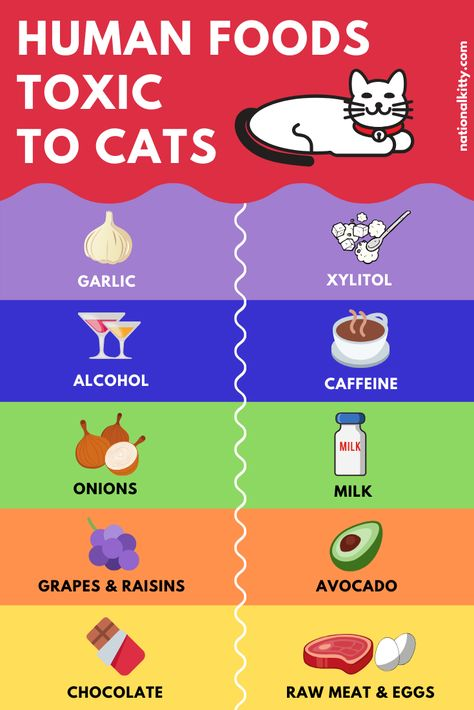 HUMAN FOODS
TOXIC
TO CATS
nationalkitty.com
GARLIC
XYLITOL
ALCOHOL
CAFFEINE
MILK
ONIONS
MILK
GRAPES & RAISINS
AVOCADO
CHOCOLATE
RAW MEAT & EGGS